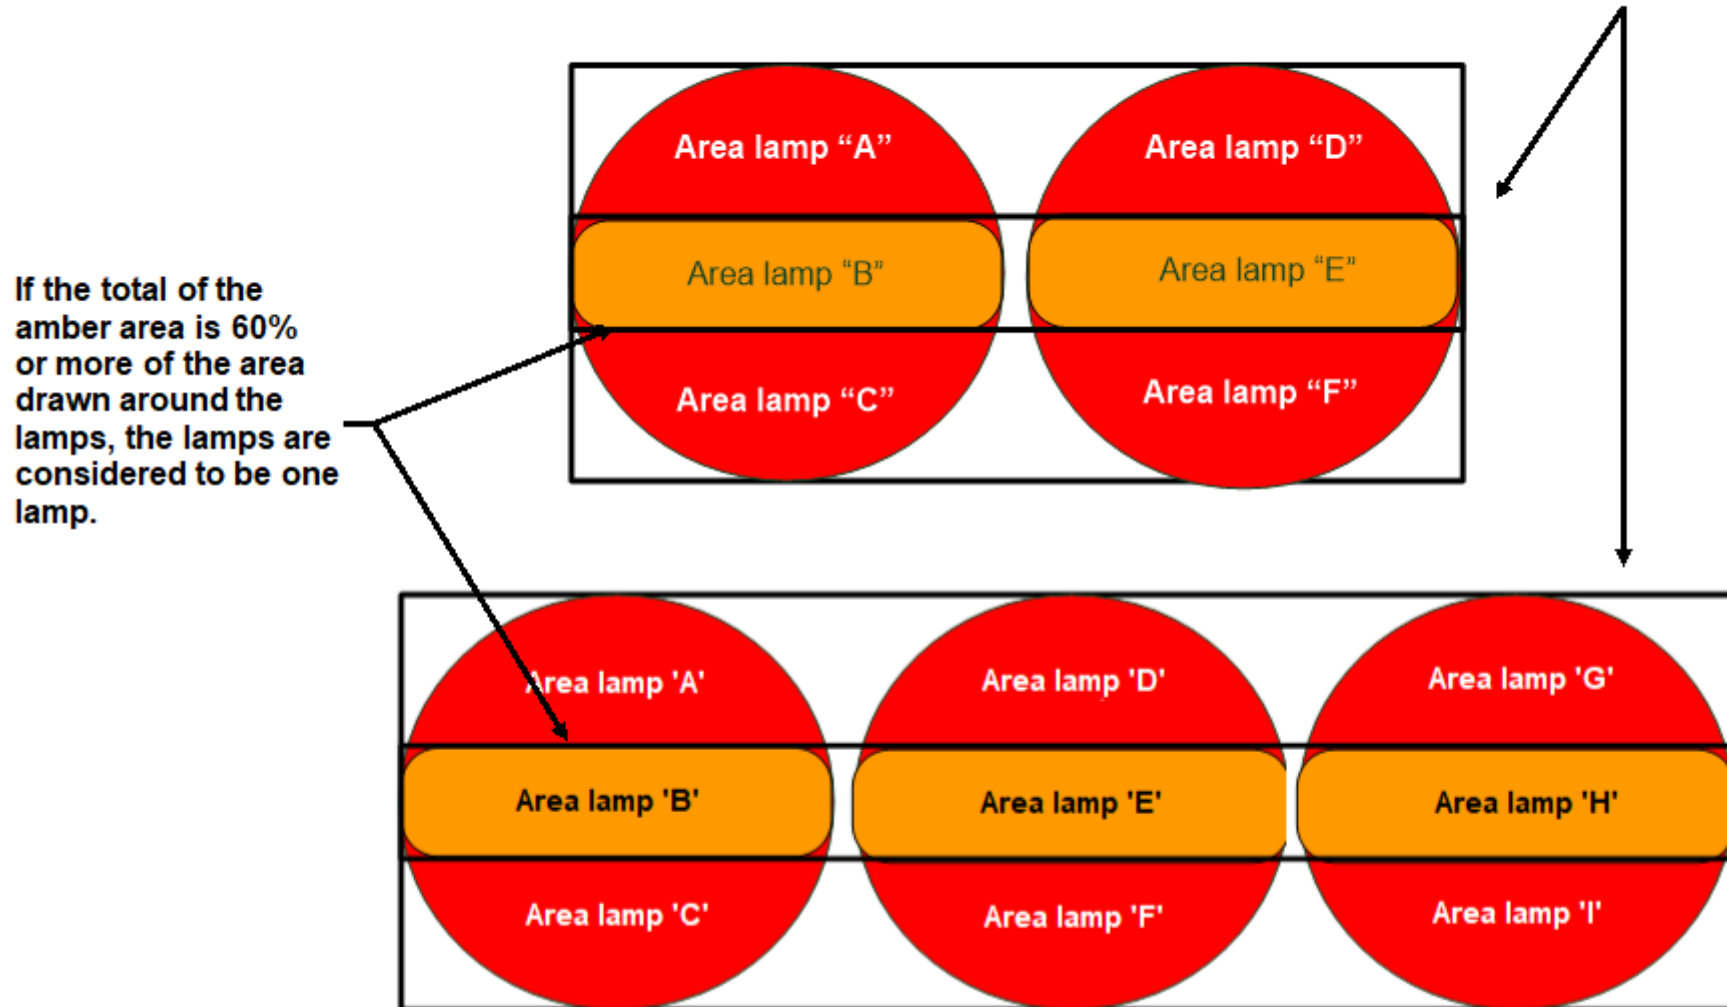 Area lamp “A”
Area lamp “D”
Area lamp “B”
Area lamp “E”
Area lamp “C”
Area lamp “F”
If the total of the
amber area is 60%
or more of the area
drawn around the
lamps, the lamps are
considered to be one
lamp.
Area lamp 'A'
Area lamp 'D'
Area lamp 'G'
Area lamp 'B'
Area lamp 'E'
Area lamp 'H'
Area lamp 'C'
Area lamp 'F'
Area lamp 'I'